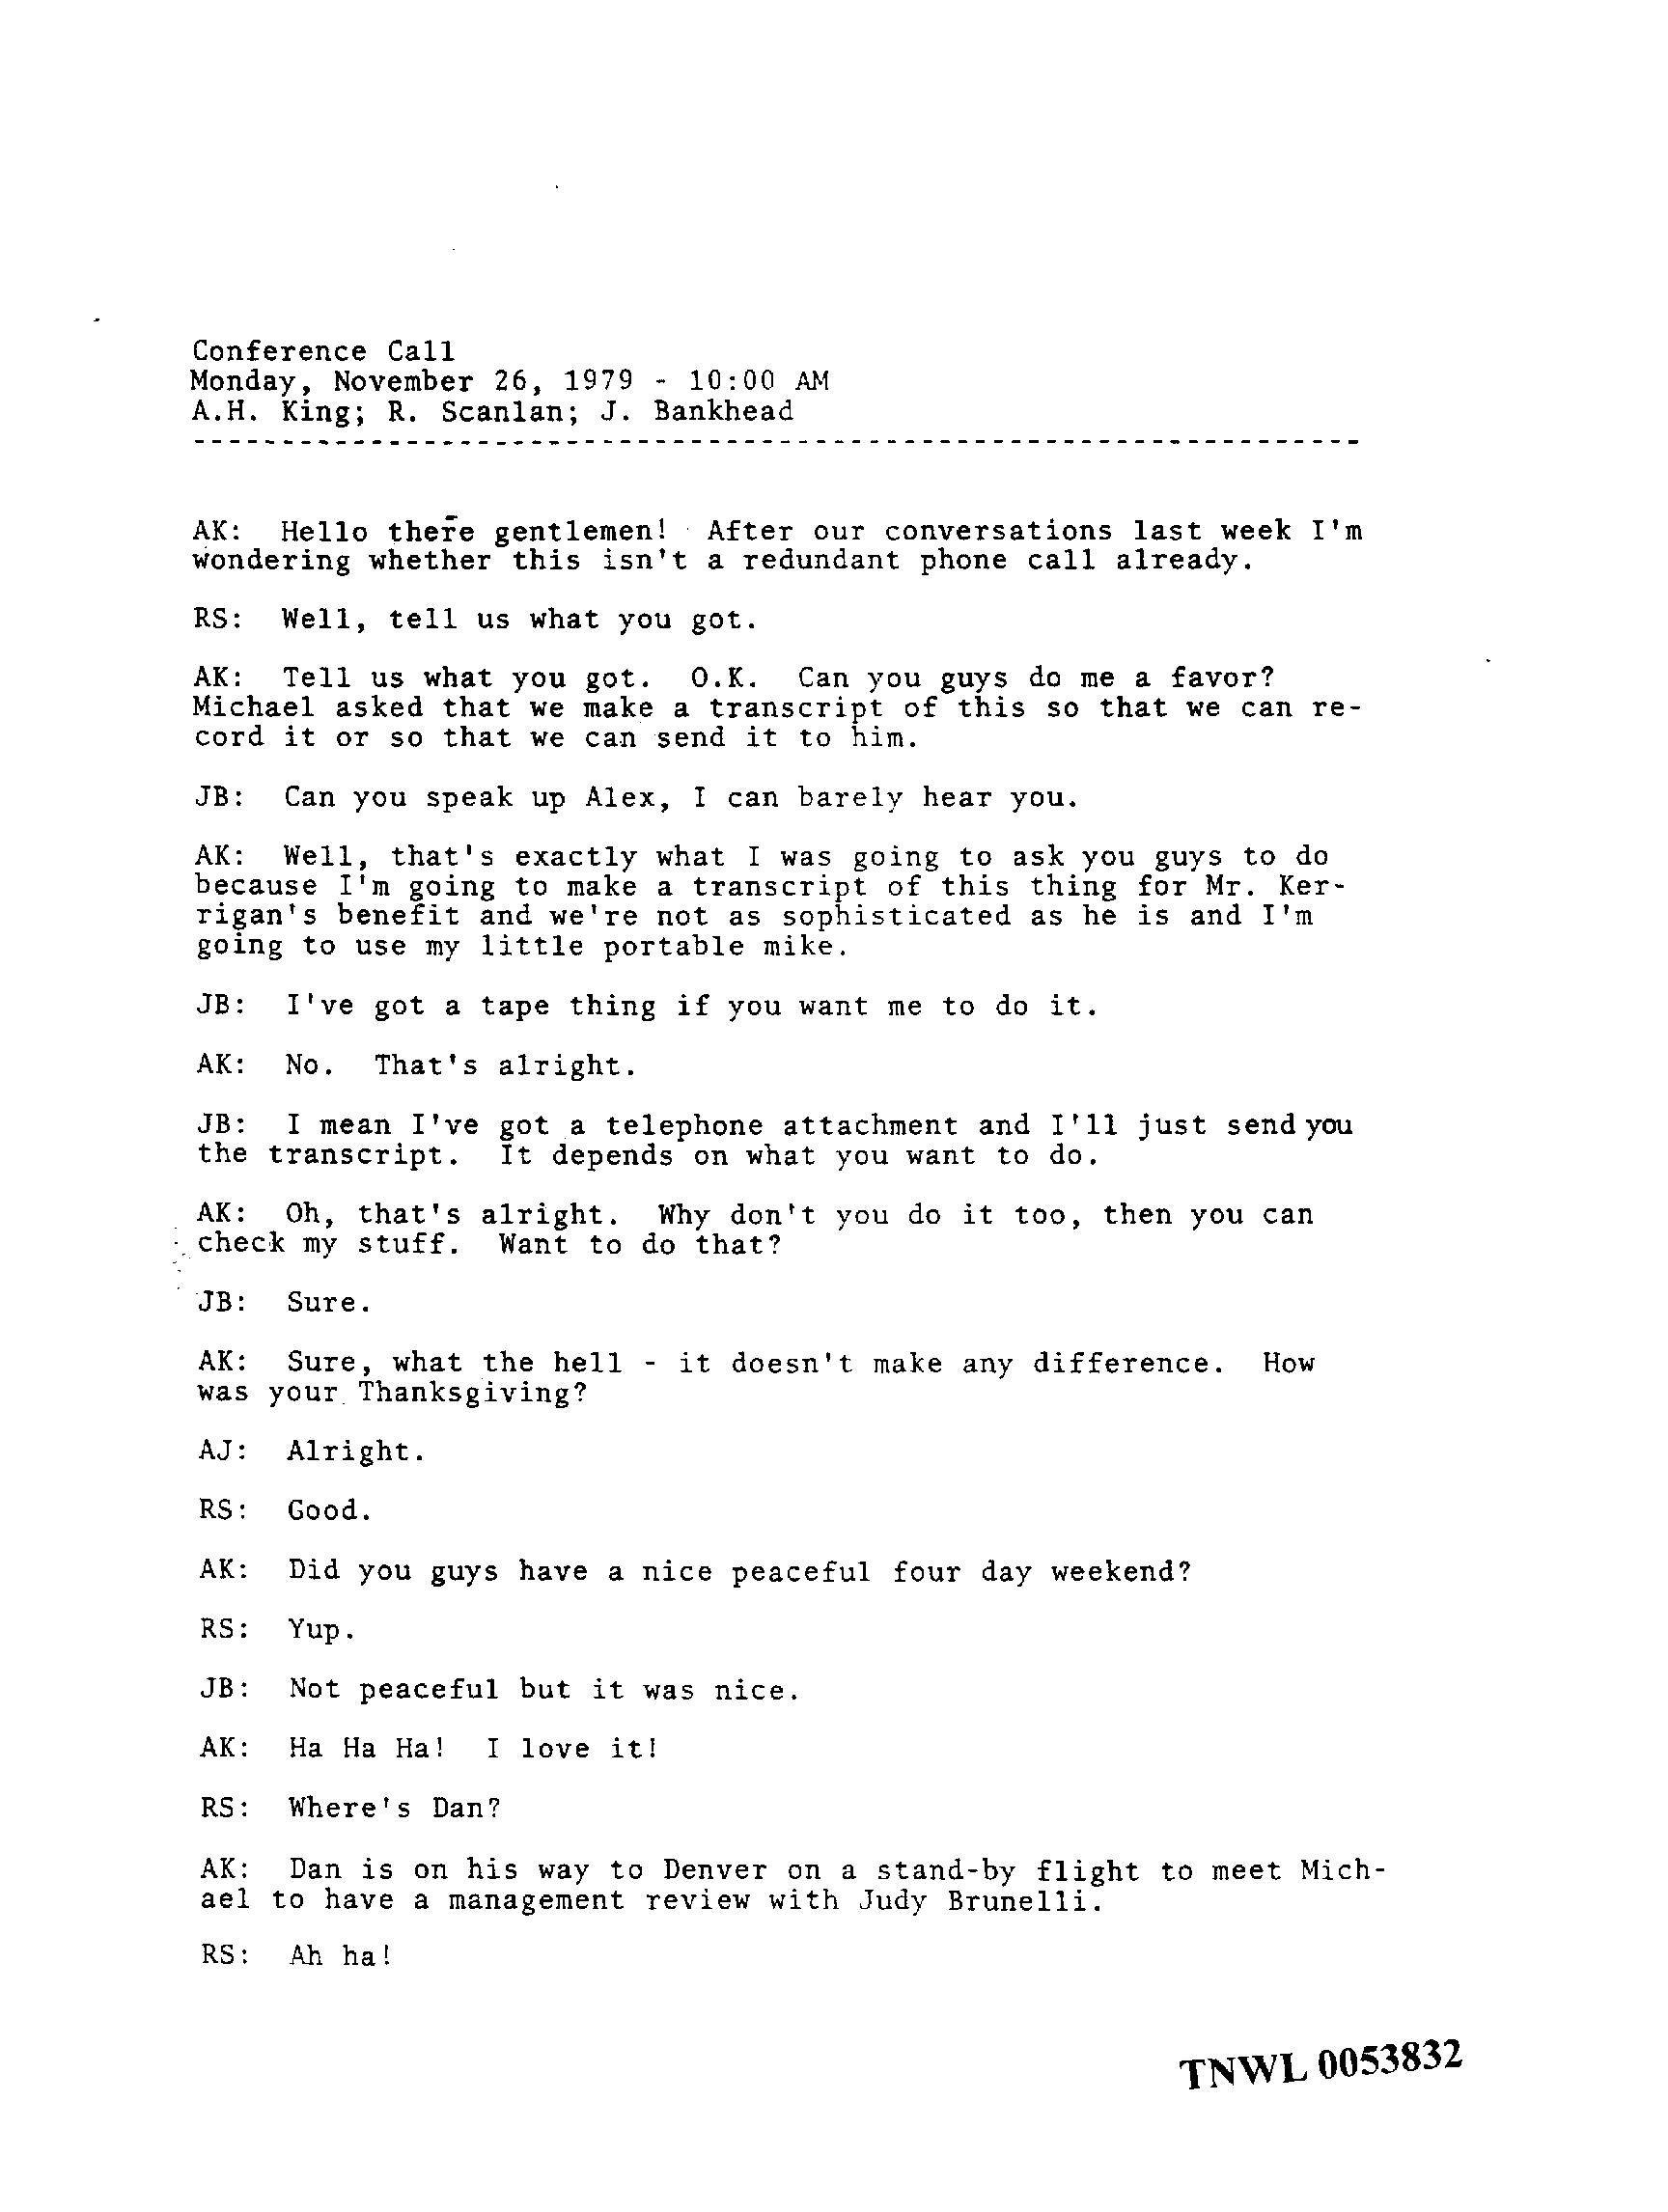 Conference Call
Monday, November 26, 1979 - 10:00 AM
A.H. King; R. Scanlan; J. Bankhead
------------------------------------------------------------------
AK: Hello there gentlemen! After our conversations last week I'm
wondering whether this isn't a redundant phone call already.
RS: Well, tell us what you got.
AK: Tell us what you got. O.K. Can you guys do me a favor?
Michael asked that we make a transcript of this so that we can re-
cord it or so that we can send it to him.
JB: Can you speak up Alex, I can barely hear you.
AK: Well, that's exactly what I was going to ask you guys to do
because I'm going to make a transcript of this thing for Mr. Ker-
rigan's benefit and we're not as sophisticated as he is and I'm
going to use my little portable mike.
JB: I've got a tape thing if you want me to do it.
AK: No. That's alright.
JB: I mean I've got a telephone attachment and I'll just send you
the transcript. It depends on what you want to do.
AK: Oh, that's alright. Why don't you do it too, then you can
check my stuff. Want to do that?
JB: Sure.
AK: Sure, what the hell - it doesn't make any difference. How
was your Thanksgiving?
AJ: Alright.
RS: Good.
AK: Did you guys have a nice peaceful four day weekend?
RS: Yup.
JB: Not peaceful but it was nice.
AK: Ha Ha Ha! I love it!
RS: Where's Dan?
AK: Dan is on his way to Denver on a stand-by flight to meet Mich-
ael to have a management review with Judy Brunelli.
RS: Ah ha!
TNWL 0053832